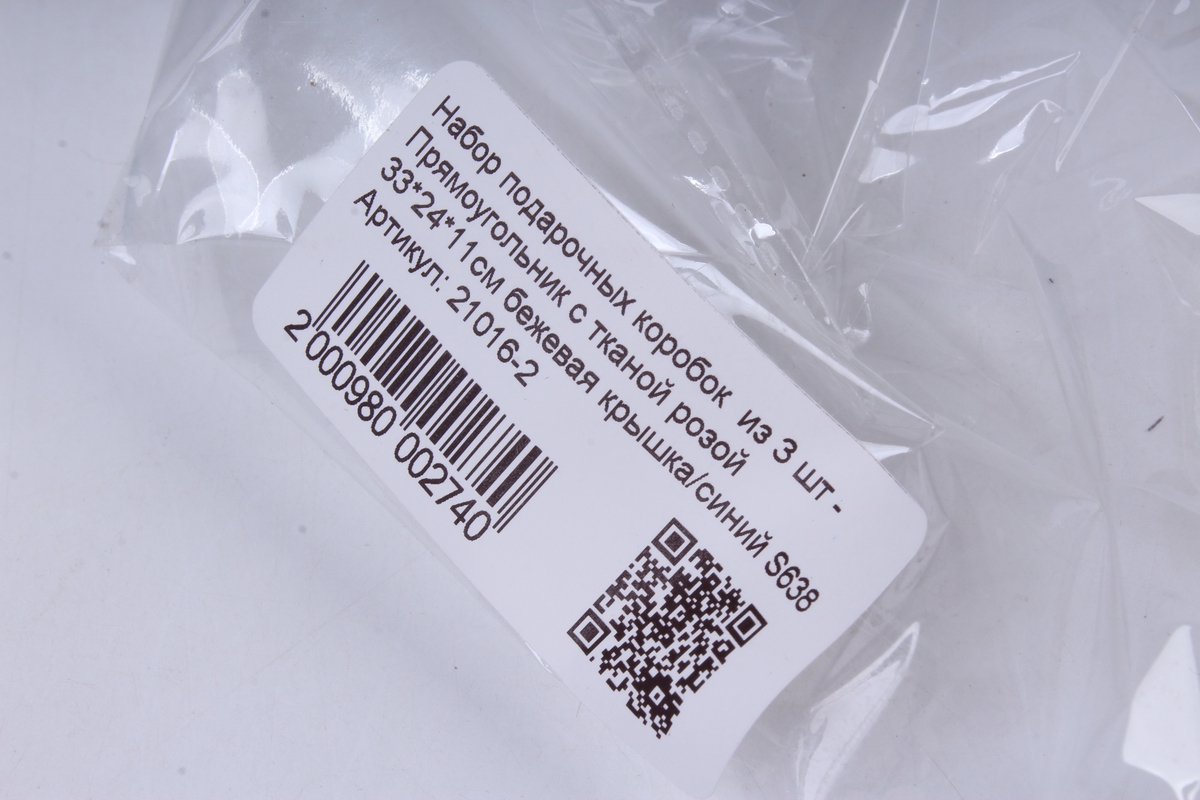 Набор подарочных коробок из 3 шт -
Прямоугольник с тканой розой
33*24*11см бежевая крышка/синий S638
Артикул: 21016-2
2 000980 002740